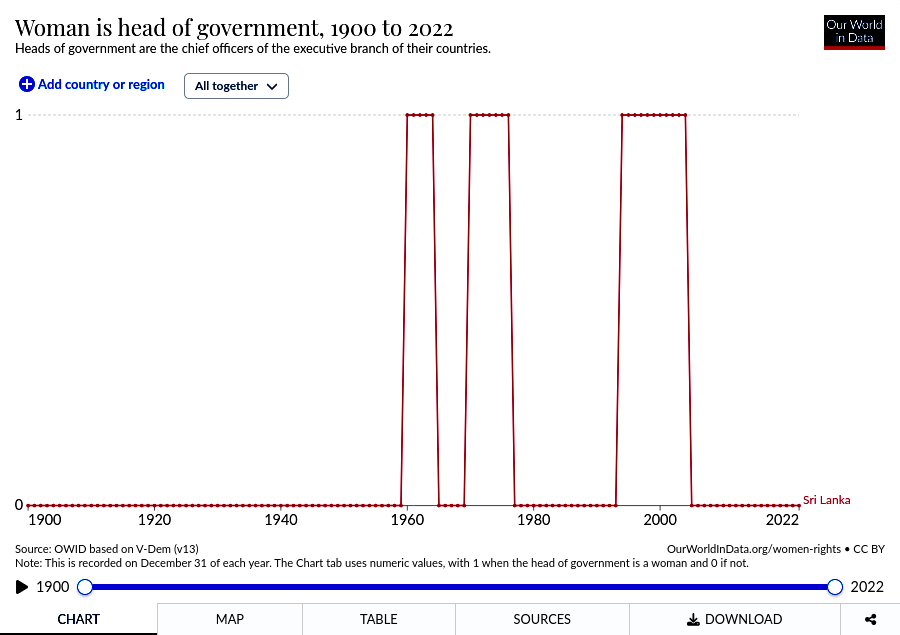 Woman is head of government, 1900 to 2022
Heads of government are the chief officers of the executive branch of their countries.
Our World
in Data
Add country or region
All together
1
0
Sri Lanka
1900 1920 1940 1960 1980 2000 2022
Source: OWID based on V-Dem (v13)
OurWorldInData.org/women-rights • CC BY
Note: This is recorded on December 31 of each year. The Chart tab uses numeric values, with 1 when the head of government is a woman and 0 if not.
1900 2022
CHART MAP TABLE SOURCES DOWNLOAD